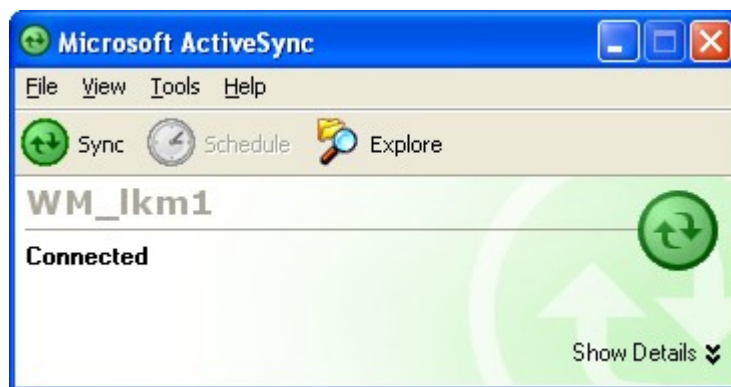 Microsoft ActiveSync
File View Tools Help
Sync Schedule Explore
WM_lkm1
Connected
Show Details